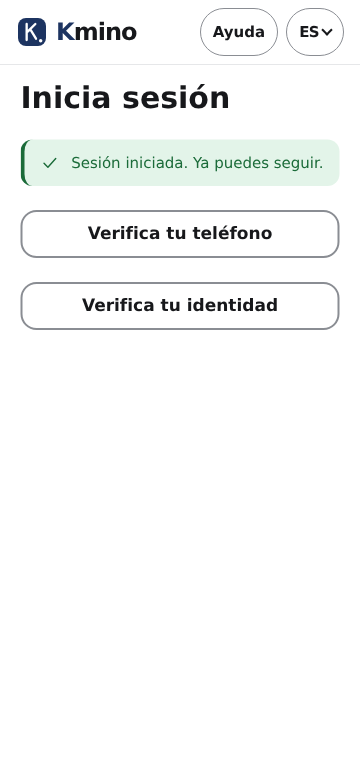 K. Kmino
Ayuda
ES
Inicia sesión
Sesión iniciada. Ya puedes seguir.
Verifica tu teléfono
Verifica tu identidad